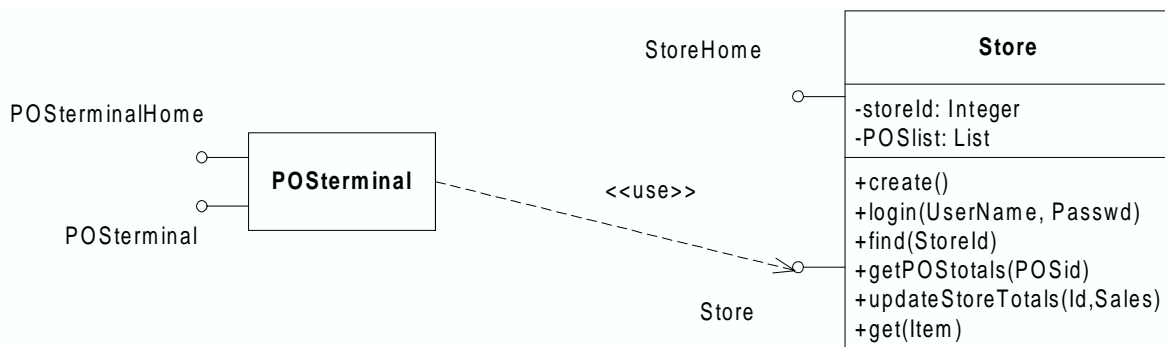 POSterminalHome
POSterminal
POSterminal
<<use>>
StoreHome
Store
Store
-storeId: Integer
-POSlist: List
+create()
+login(UserName, Passwd)
+find(StoreId)
+getPOStotals(POSid)
+updateStoreTotals(Id,Sales)
+get(Item)